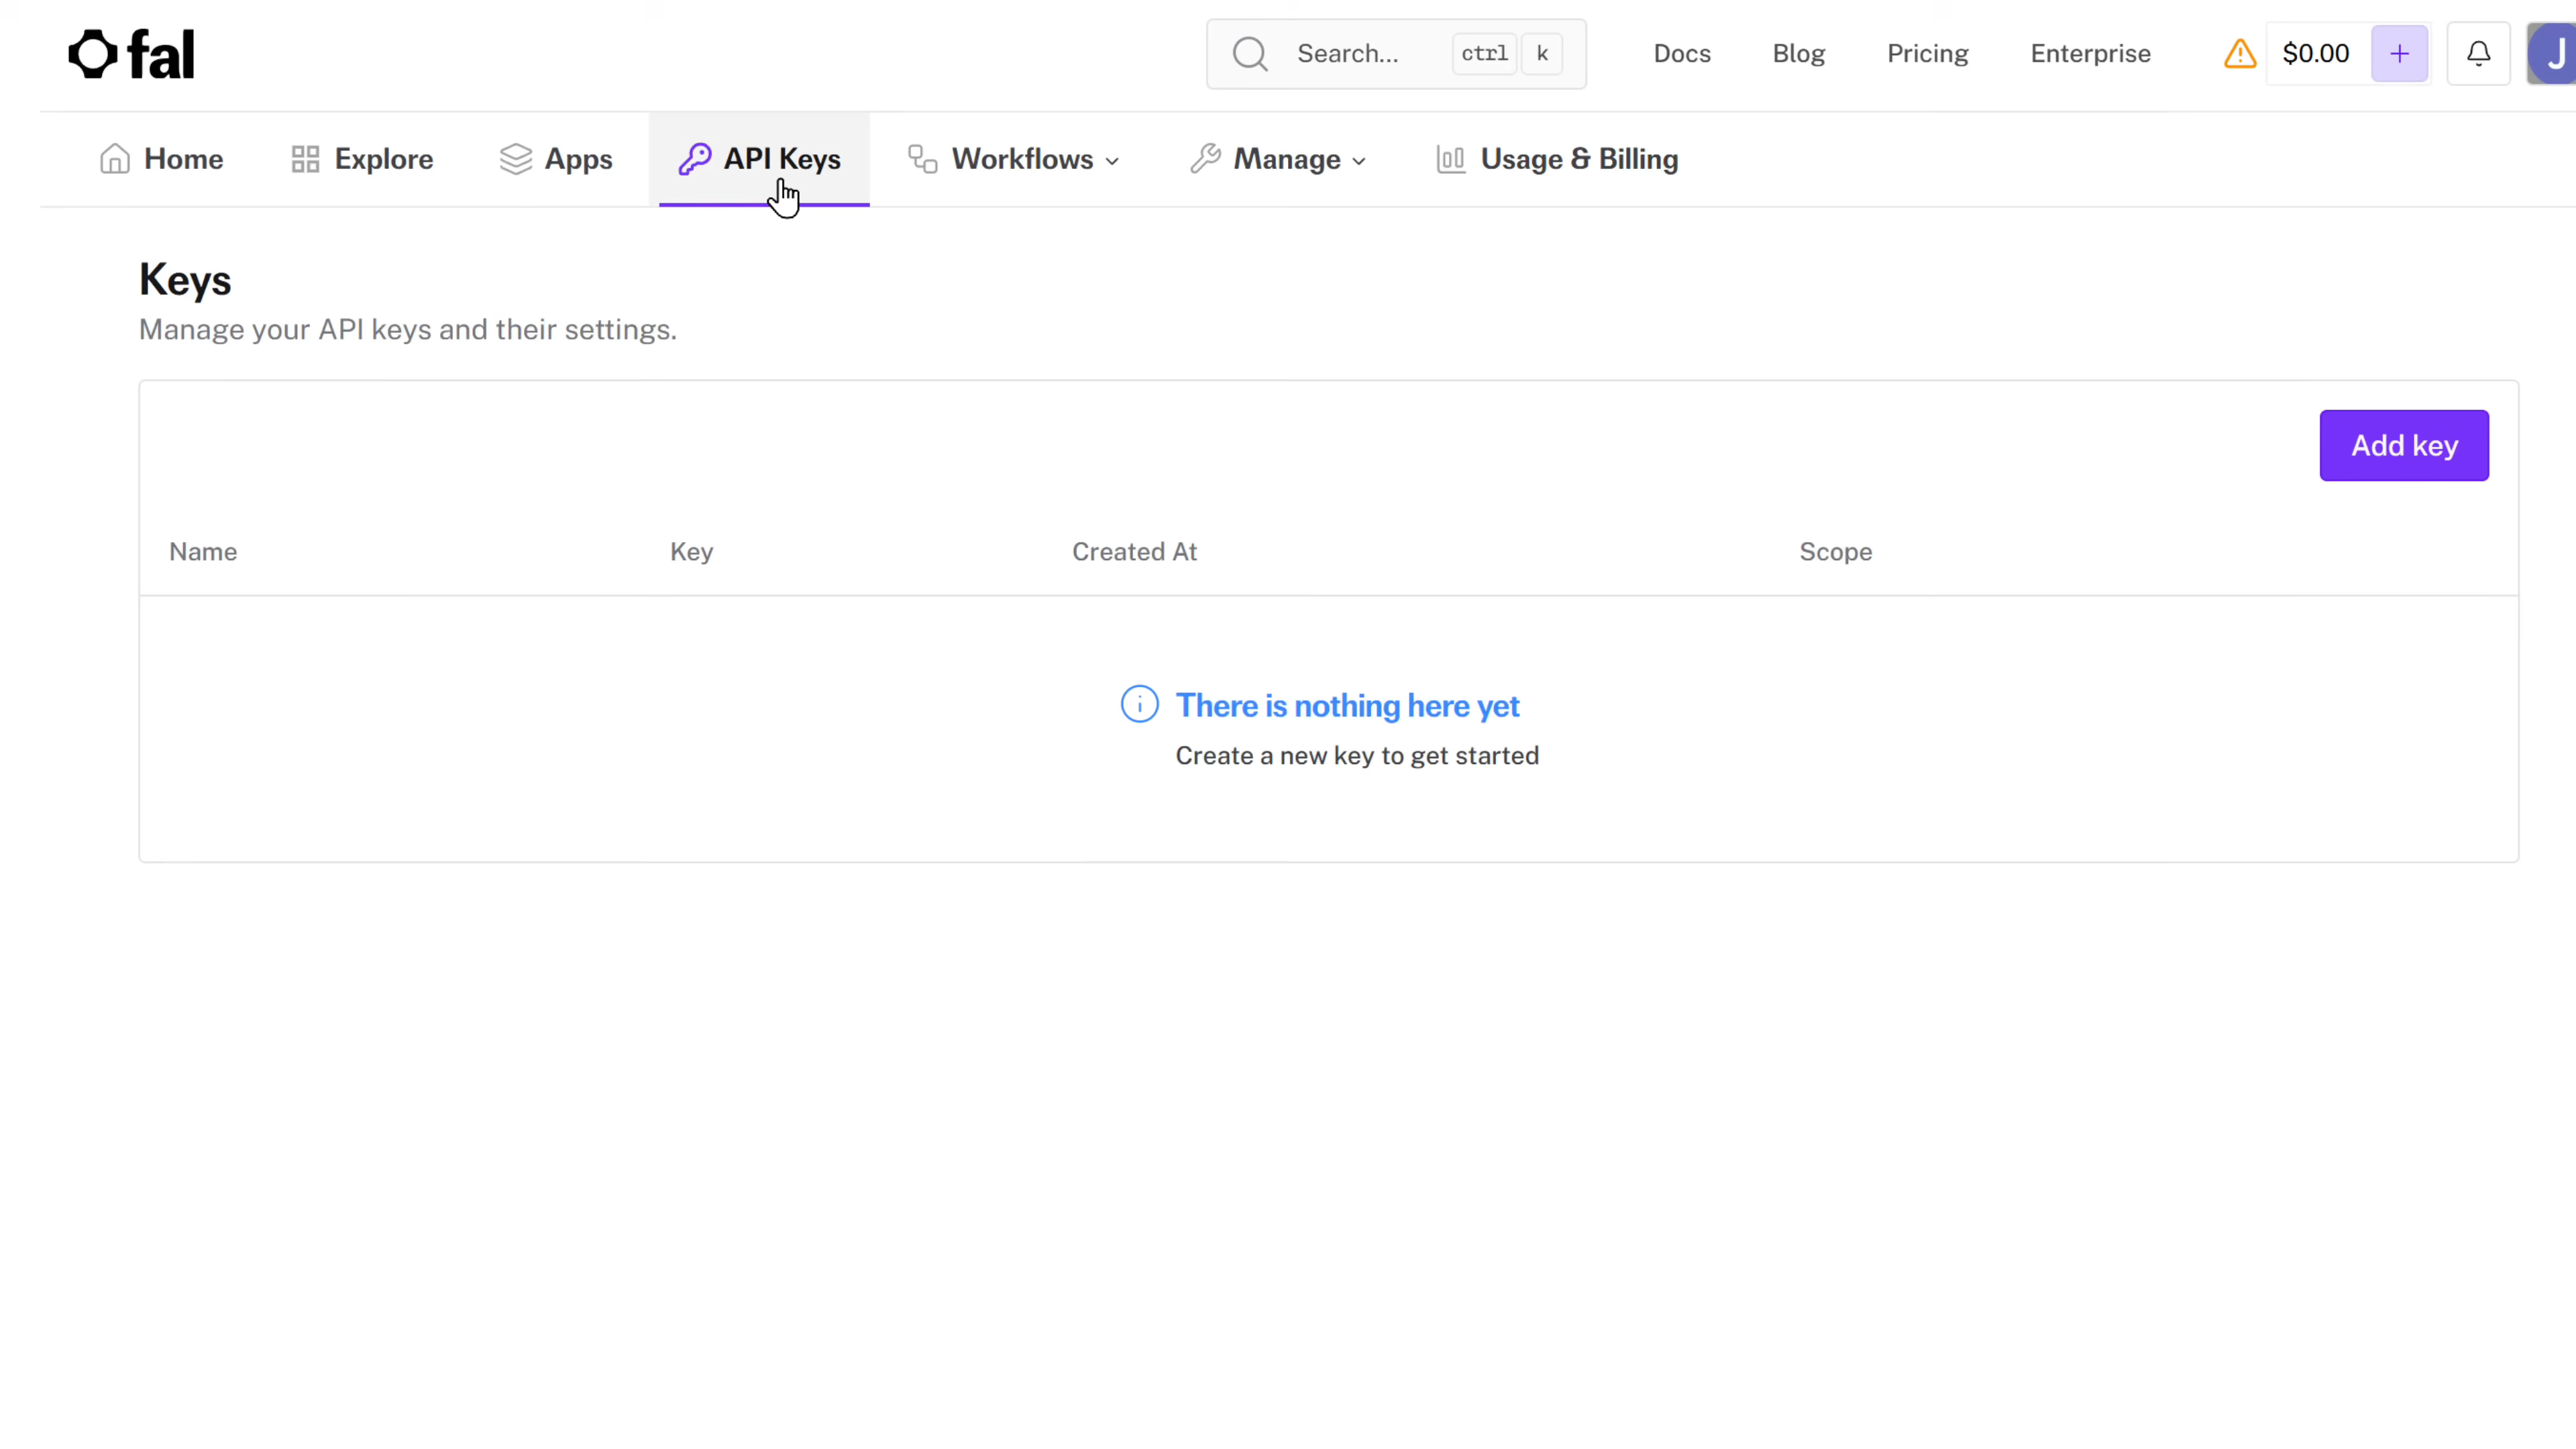 fal
Search... ctrl k
Docs
Blog
Pricing
Enterprise
$0.00 +
J
Home
Explore
Apps
API Keys
Workflows
Manage
Usage & Billing
Keys
Manage your API keys and their settings.
Add key
Name Key Created At Scope
There is nothing here yet
Create a new key to get started